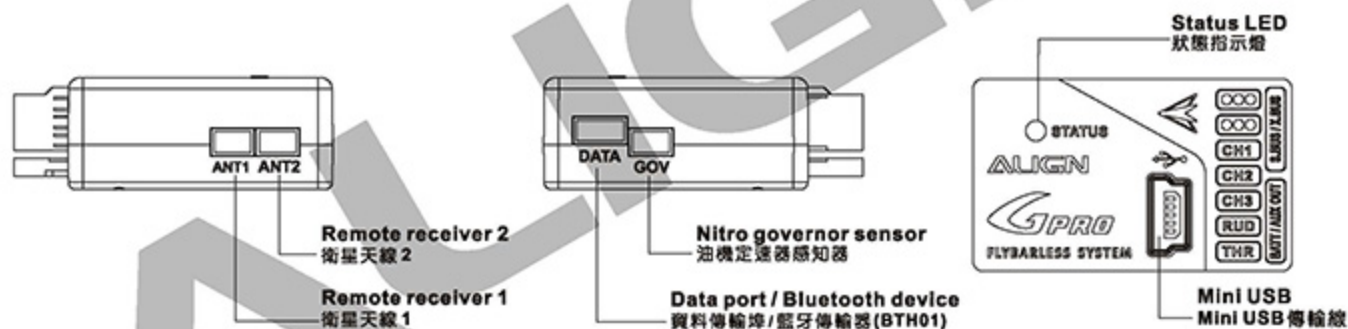 ALIGN
ANT1 ANT2
Remote receiver 2
衛星天線 2
Remote receiver 1
衛星天線 1
DATA
GOV
Nitro governor sensor
油機定速器感知器
Data port / Bluetooth device
資料傳輸埠/藍牙傳輸器(BTH01)
Status LED
狀態指示燈
STATUS
ALIGN
GPRO
FLYBARLESS SYSTEM
CH1
CH2
CH3
RUD
THR
S.BUS / X.BUS
BATT / AUX OUT
Mini USB
Mini USB傳輸線